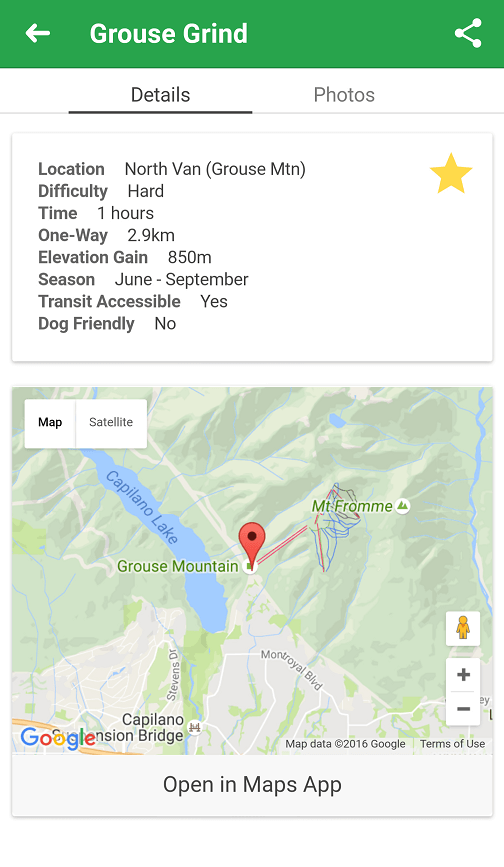 Grouse Grind
Details
Photos
Location North Van (Grouse Mtn)
Difficulty Hard
Time 1 hours
One-Way 2.9km
Elevation Gain 850m
Season June - September
Transit Accessible Yes
Dog Friendly No
Map
Satellite
Capilano Lake
Mt Fromme
Grouse Mountain
Montroyal Blvd
Stevens Dr
Capilano
ension Bridge
Google
Map data ©2016 Google
Terms of Use
Open in Maps App